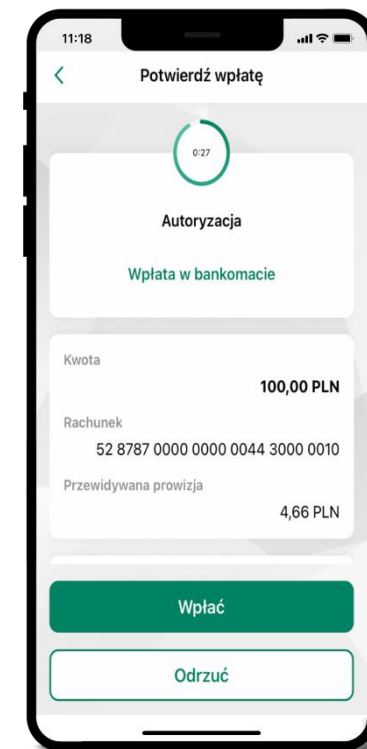 11:18
Potwierdź wpłatę
0:27
Autoryzacja
Wpłata w bankomacie
Kwota
100,00 PLN
Rachunek
52 8787 0000 0000 0044 3000 0010
Przewidywana prowizja
4,66 PLN
Wpłać
Odrzuć